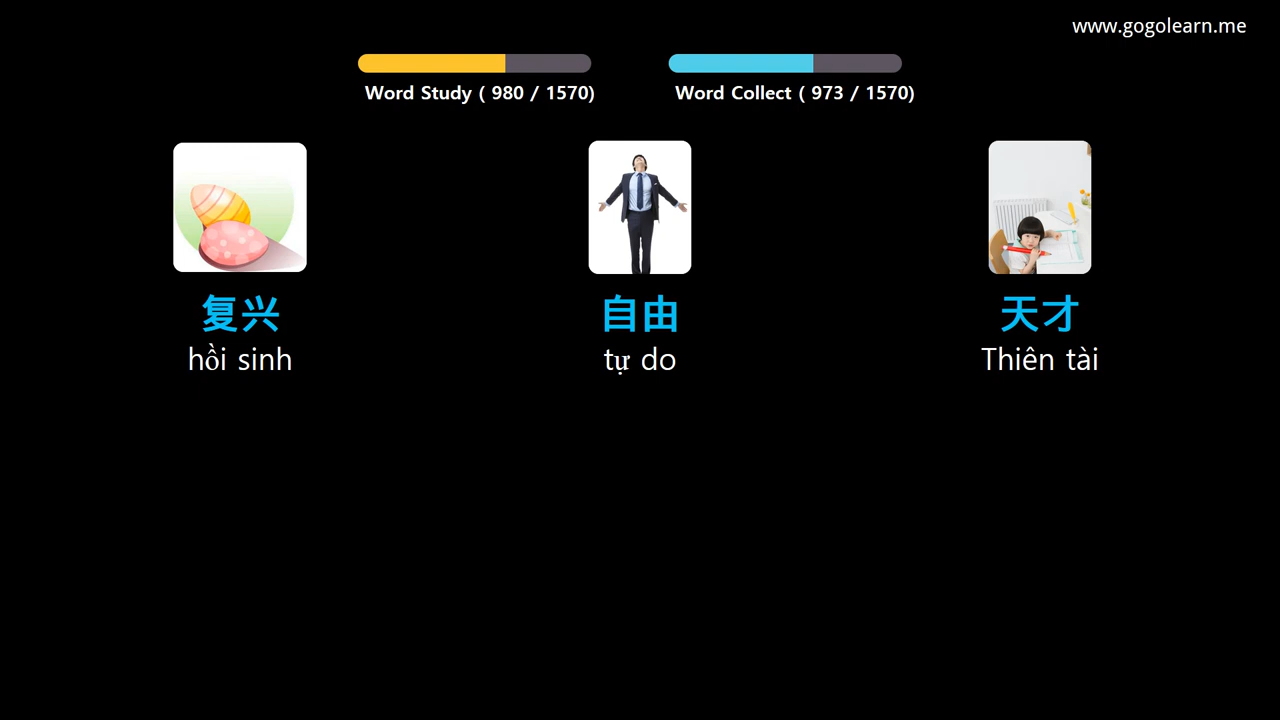 www.gogolearn.me
Word Study ( 980 / 1570)
Word Collect ( 973 / 1570)
复兴
hồi sinh
自由
tự do
天才
Thiên tài